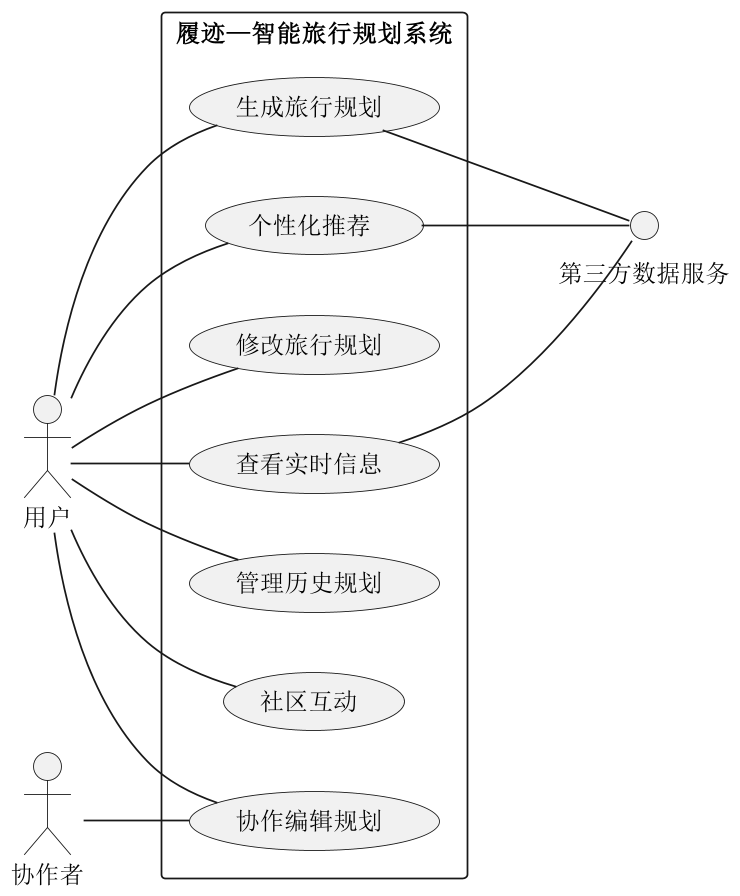 履迹—智能旅行规划系统
生成旅行规划
个性化推荐
第三方数据服务
修改旅行规划
查看实时信息
用户
管理历史规划
社区互动
协作编辑规划
协作者